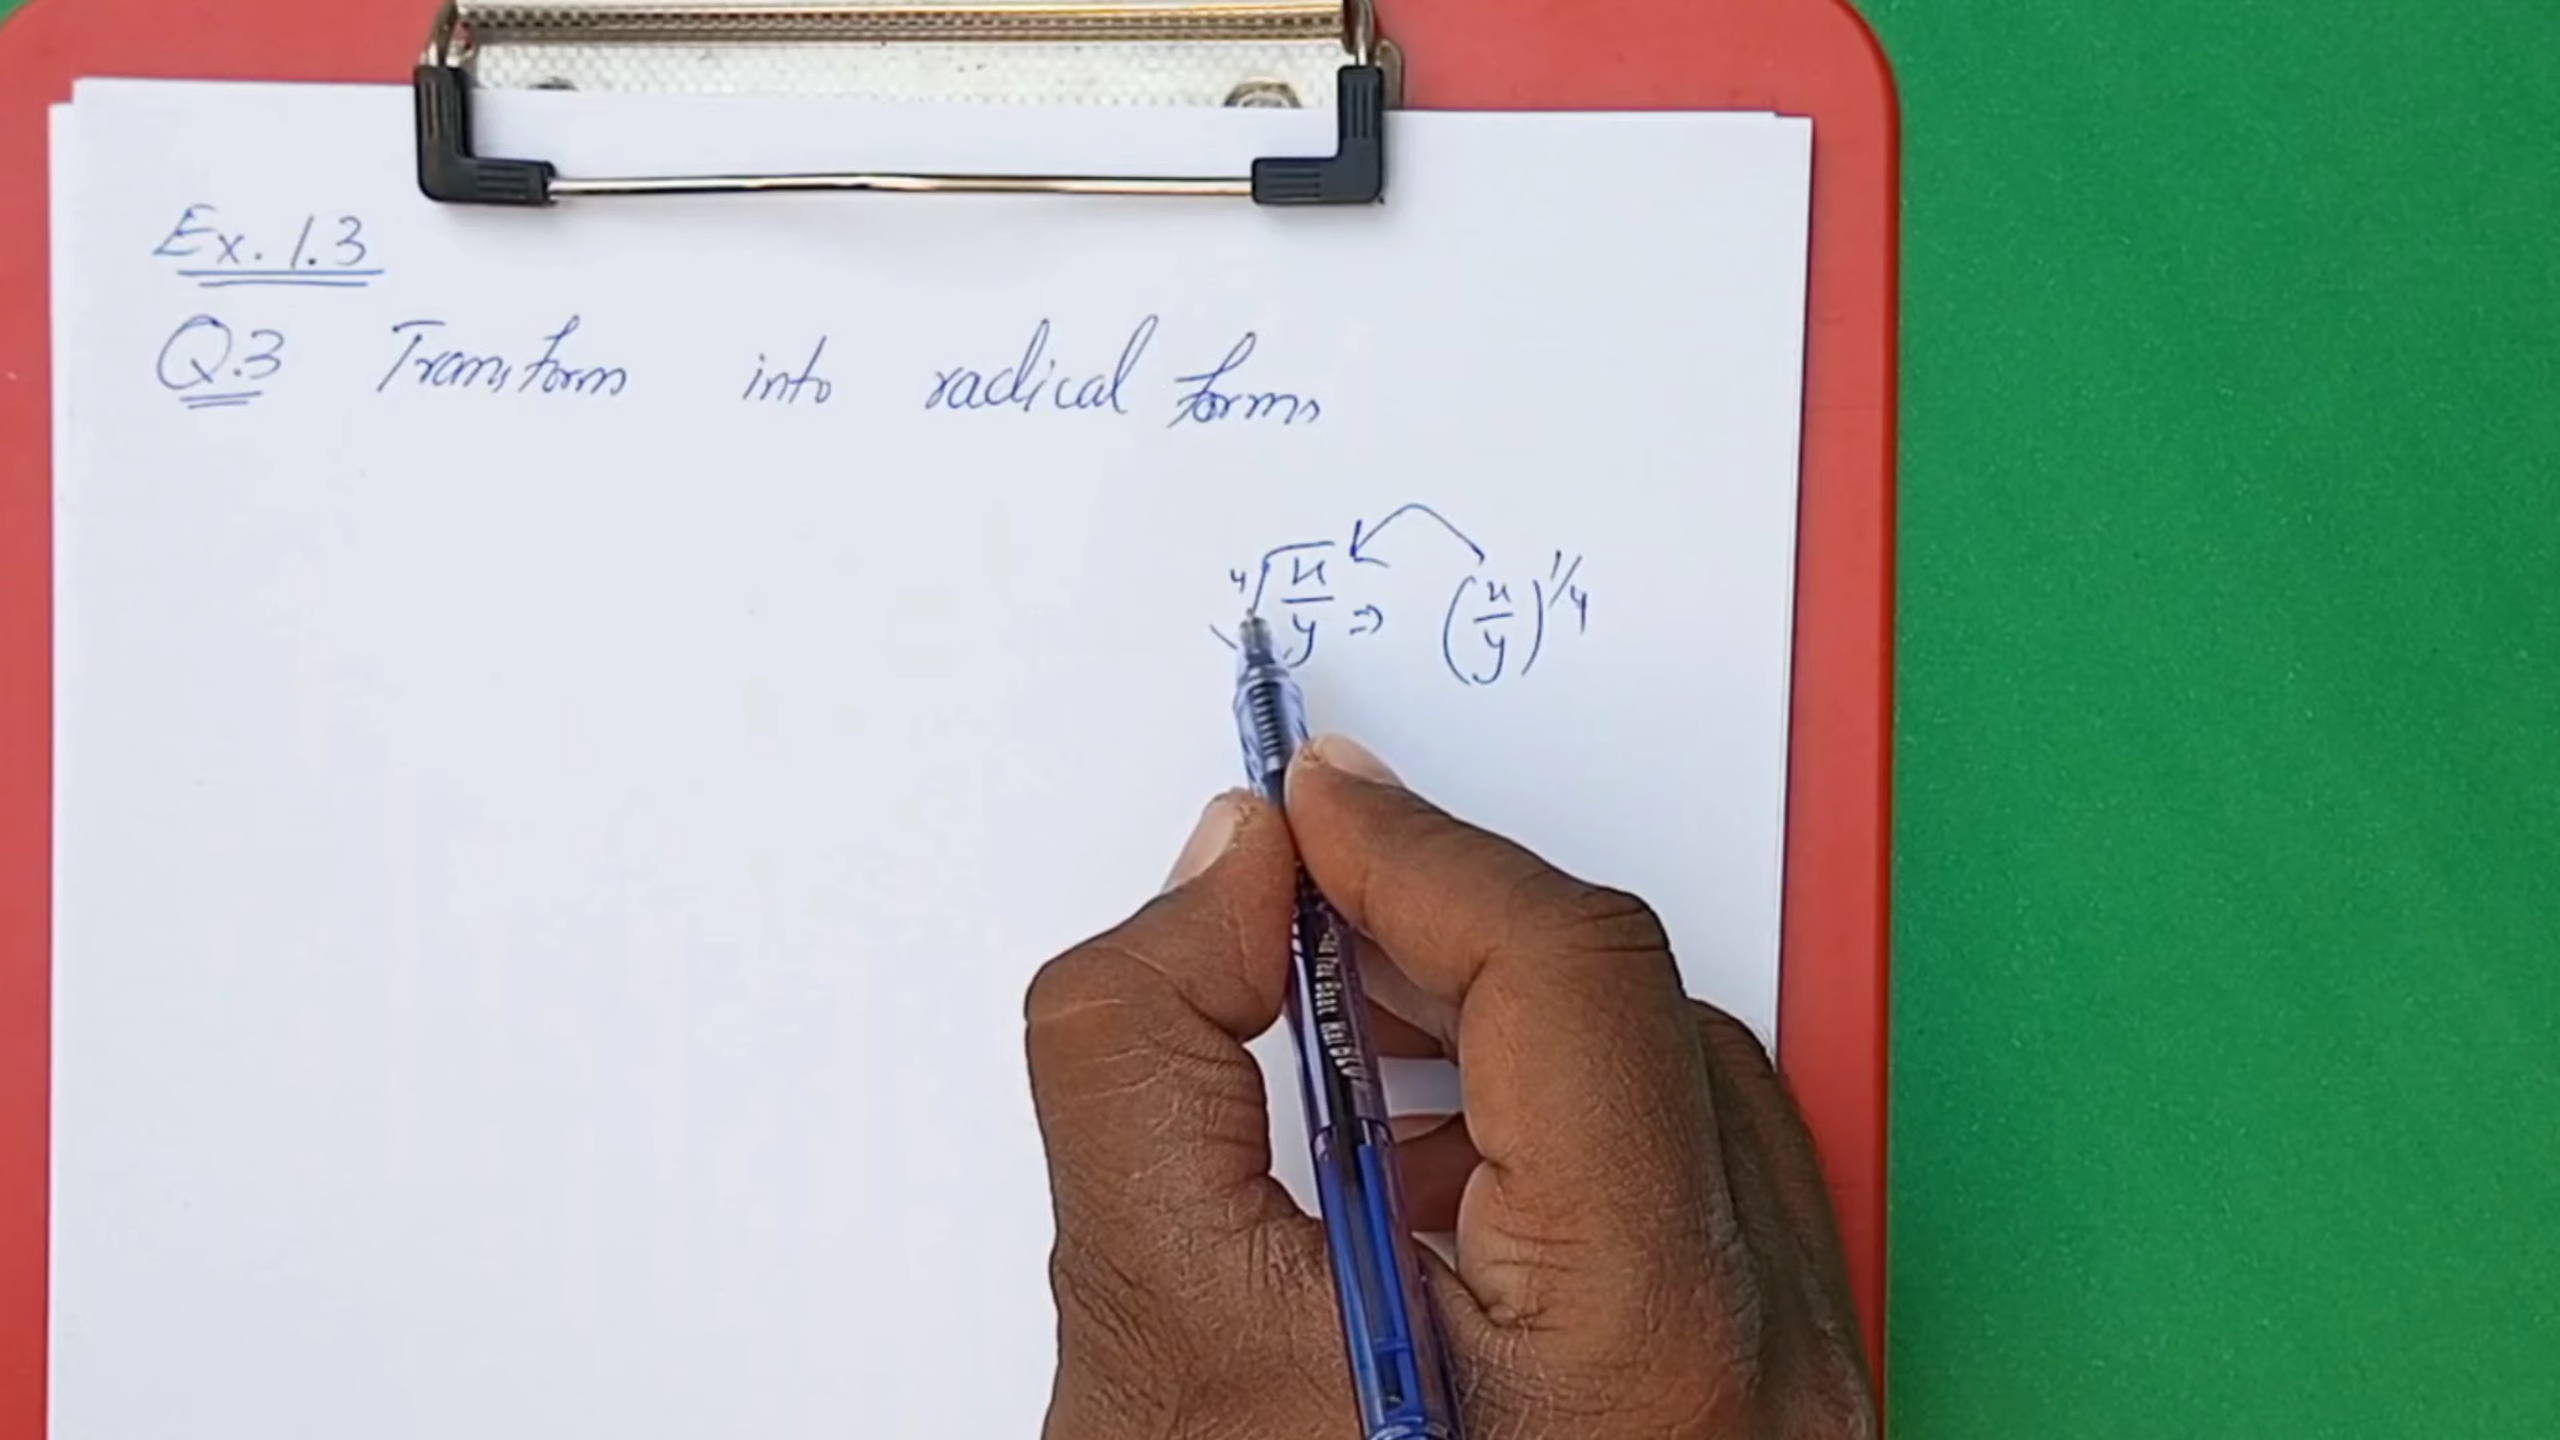 Ex. 1.3
Q.3 Transform into radical forms
⁴√(x/y) ⇒ (x/y)^1/4